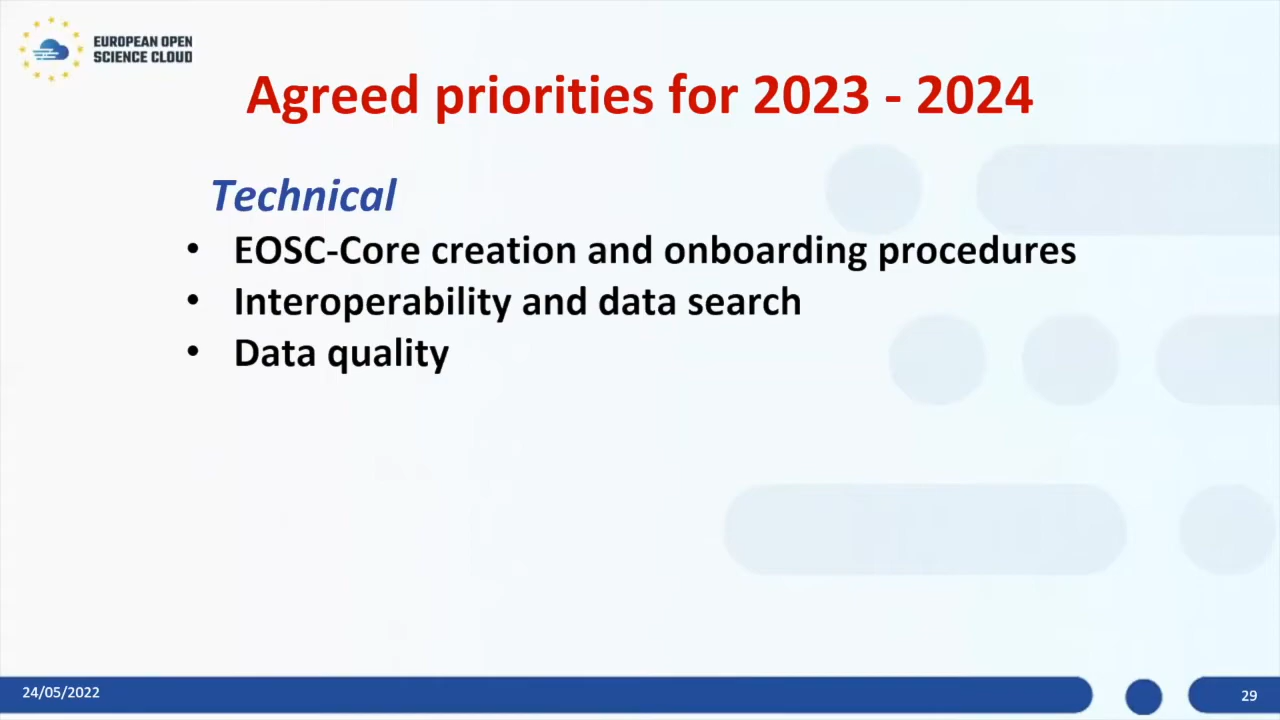 EUROPEAN OPEN
SCIENCE CLOUD
Agreed priorities for 2023 - 2024
Technical
• EOSC-Core creation and onboarding procedures
• Interoperability and data search
• Data quality
24/05/2022
29